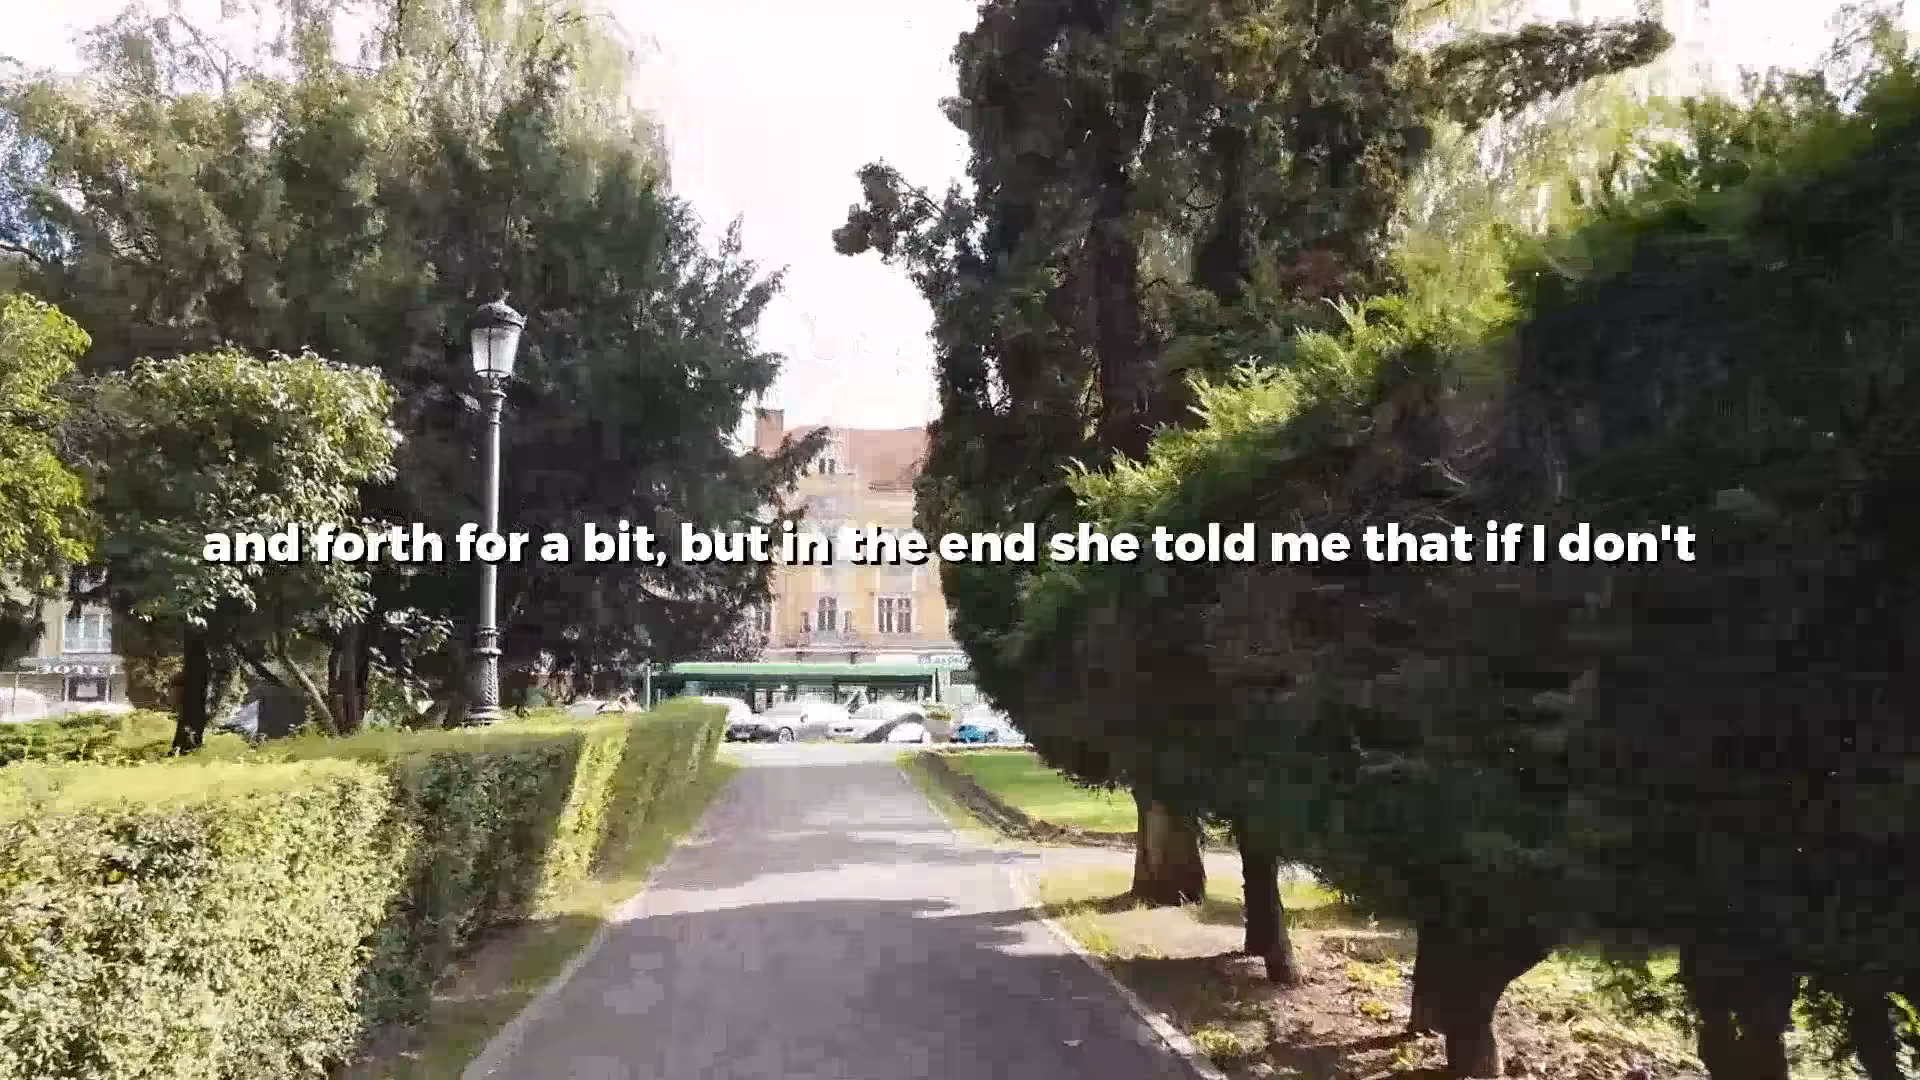 and forth for a bit, but in the end she told me that if I don't